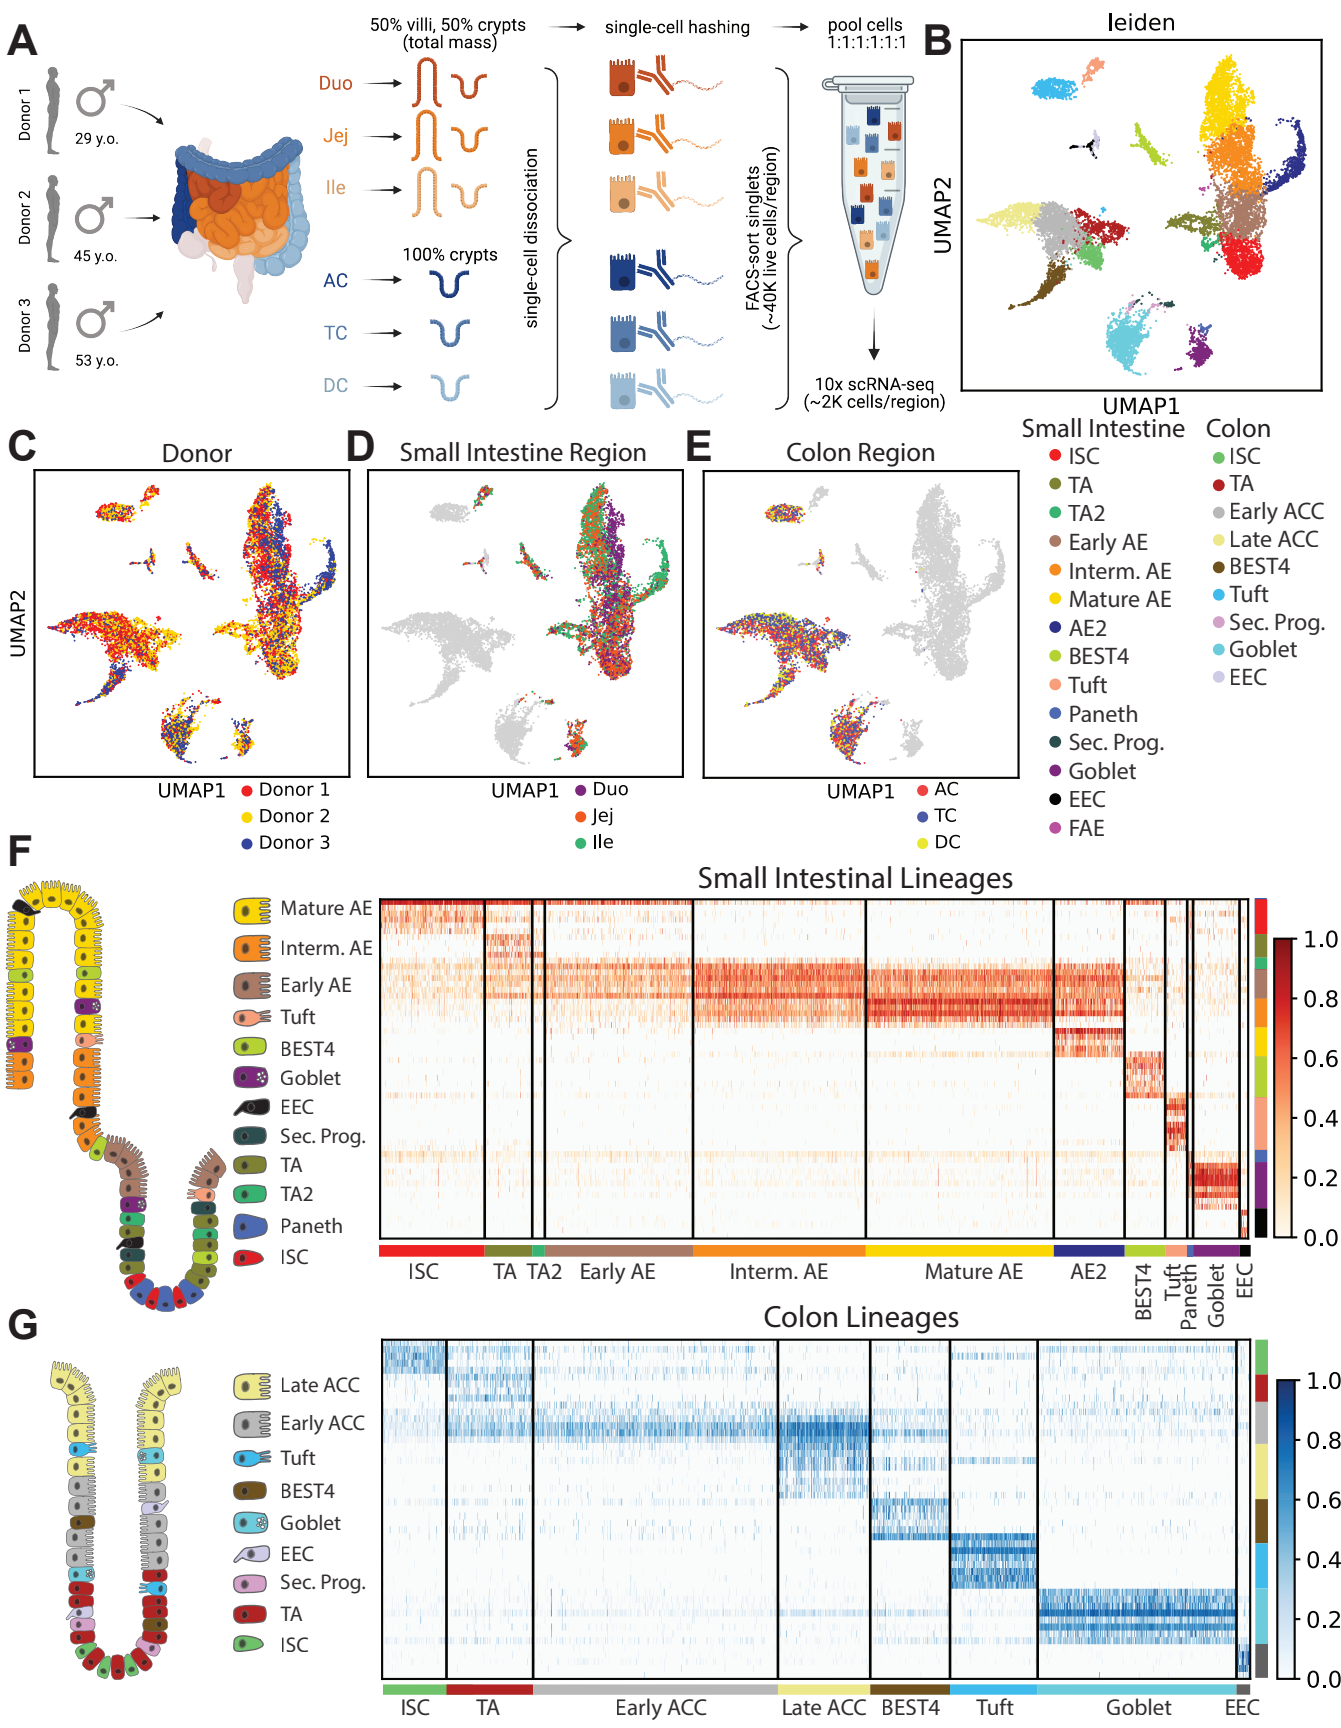 A
50% villi, 50% crypts
(total mass)
single-cell hashing
pool cells
1:1:1:1:1:1
Donor 1
29 y.o.
Donor 2
45 y.o.
Donor 3
53 y.o.
Duo
Jej
Ile
100% crypts
AC
TC
DC
single-cell dissociation
FACS-sort singlets
(~40K live cells/region)
10x scRNA-seq
(~2K cells/region)
B
leiden
UMAP2
UMAP1
Small Intestine
ISC
TA
TA2
Early AE
Interm. AE
Mature AE
AE2
BEST4
Tuft
Paneth
Sec. Prog.
Goblet
EEC
FAE
Colon
ISC
TA
Early ACC
Late ACC
BEST4
Tuft
Sec. Prog.
Goblet
EEC
C
Donor
UMAP2
UMAP1
Donor 1
Donor 2
Donor 3
D
Small Intestine Region
UMAP1
Duo
Jej
Ile
E
Colon Region
UMAP1
AC
TC
DC
F
Mature AE
Interm. AE
Early AE
Tuft
BEST4
Goblet
EEC
Sec. Prog.
TA
TA2
Paneth
ISC
Small Intestinal Lineages
1.0
0.8
0.6
0.4
0.2
0.0
ISC
TA
TA2
Early AE
Interm. AE
Mature AE
AE2
BEST4
Tuft
Paneth
Goblet
EEC
G
Late ACC
Early ACC
Tuft
BEST4
Goblet
EEC
Sec. Prog.
TA
ISC
Colon Lineages
1.0
0.8
0.6
0.4
0.2
0.0
ISC
TA
Early ACC
Late ACC
BEST4
Tuft
Goblet
EEC